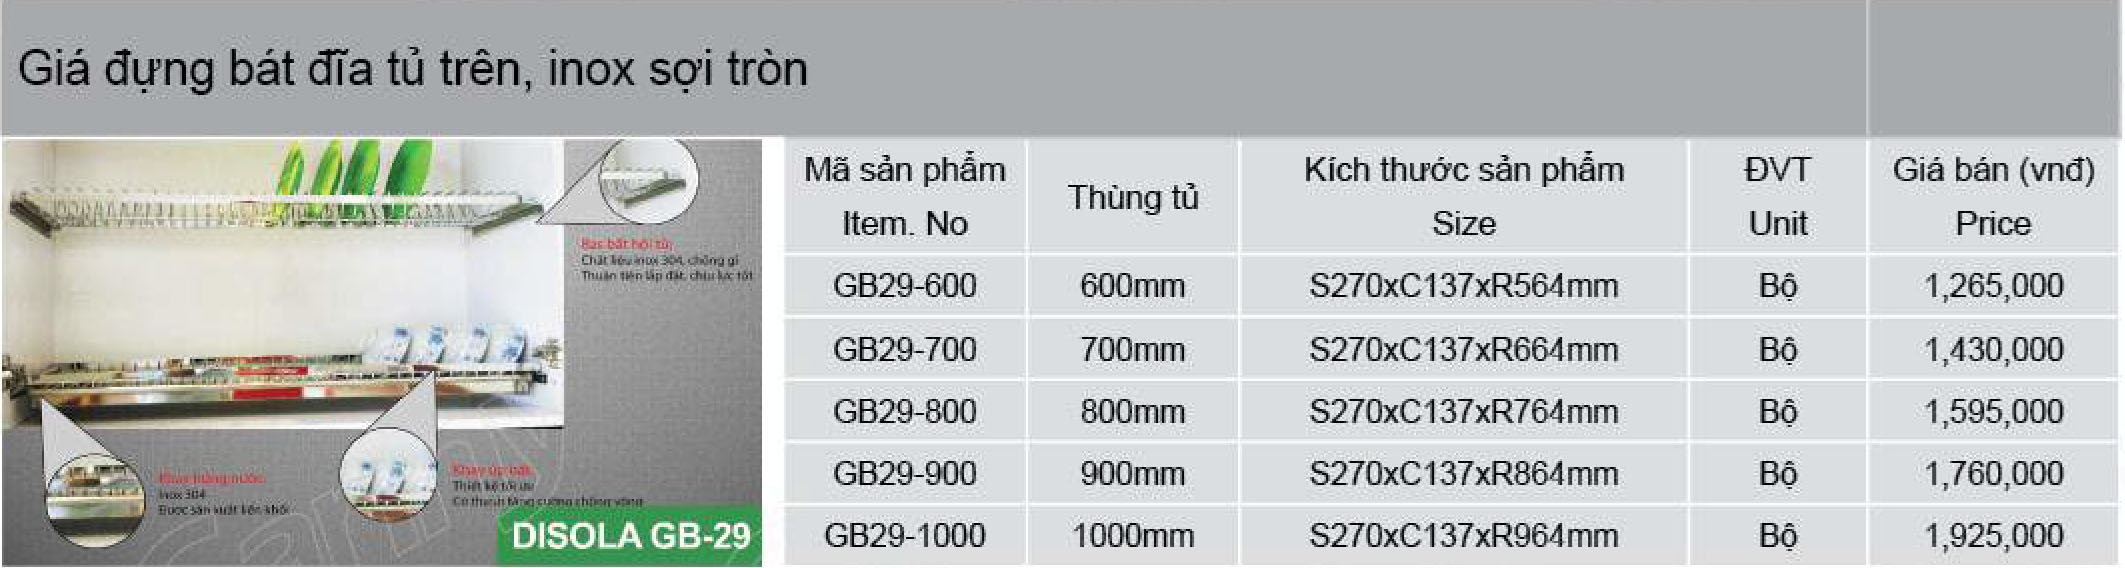 Giá đựng bát đĩa tủ trên, inox sợi tròn
Bas bắt hồi tủ:
Chất liệu inox 304, chống gỉ
Thuận tiện lắp đặt, chịu lực tốt
Khay hứng nước:
Inox 304
Được sản xuất liền khối
Khay úp bát:
Thiết kế tối ưu
Có thanh tăng cường chống võng
DISOLA GB-29
Mã sản phẩm Item. No Thùng tủ Kích thước sản phẩm Size ĐVT Unit Giá bán (vnđ) Price
GB29-600 600mm S270xC137xR564mm Bộ 1,265,000
GB29-700 700mm S270xC137xR664mm Bộ 1,430,000
GB29-800 800mm S270xC137xR764mm Bộ 1,595,000
GB29-900 900mm S270xC137xR864mm Bộ 1,760,000
GB29-1000 1000mm S270xC137xR964mm Bộ 1,925,000